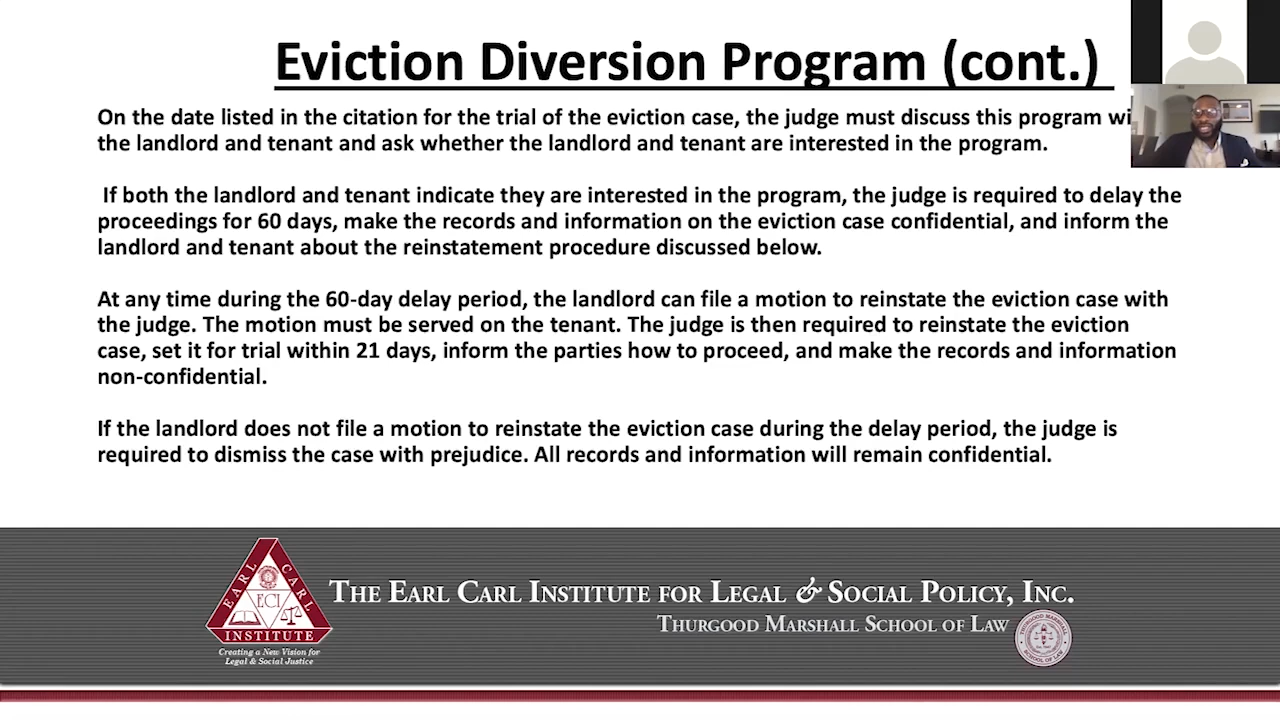 Eviction Diversion Program (cont.)
On the date listed in the citation for the trial of the eviction case, the judge must discuss this program wi
the landlord and tenant and ask whether the landlord and tenant are interested in the program.
If both the landlord and tenant indicate they are interested in the program, the judge is required to delay the
proceedings for 60 days, make the records and information on the eviction case confidential, and inform the
landlord and tenant about the reinstatement procedure discussed below.
At any time during the 60-day delay period, the landlord can file a motion to reinstate the eviction case with
the judge. The motion must be served on the tenant. The judge is then required to reinstate the eviction
case, set it for trial within 21 days, inform the parties how to proceed, and make the records and information
non-confidential.
If the landlord does not file a motion to reinstate the eviction case during the delay period, the judge is
required to dismiss the case with prejudice. All records and information will remain confidential.
EARL CARL
ECI
INSTITUTE
Creating a New Vision for
Legal & Social Justice
THE EARL CARL INSTITUTE FOR LEGAL & SOCIAL POLICY, INC.
THURGOOD MARSHALL SCHOOL OF LAW
THURGOOD MARSHALL
SCHOOL OF LAW